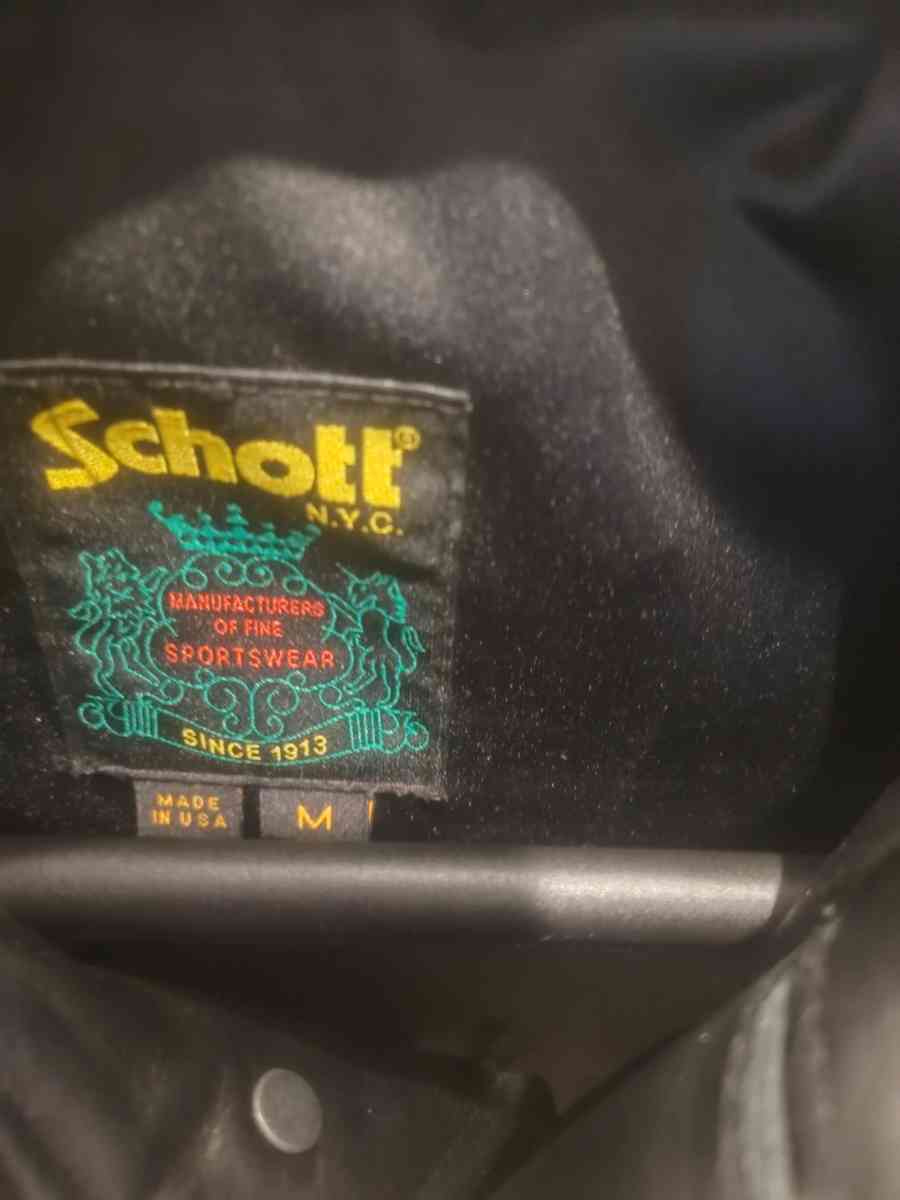 Schott®
N.Y.C.
MANUFACTURERS
OF FINE
SPORTSWEAR
SINCE 1913
MADE
IN USA
M